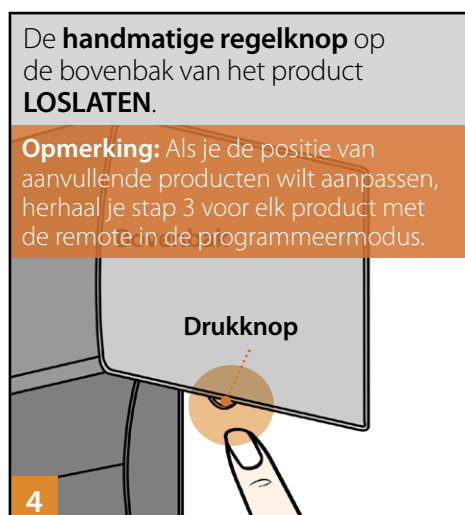 De handmatige regelknop op
de bovenbak van het product
LOSLATEN.
Opmerking: Als je de positie van
aanvullende producten wilt aanpassen,
herhaal je stap 3 voor elk product met
de remote in de programmeermodus.
Bovenbak
Drukknop
4